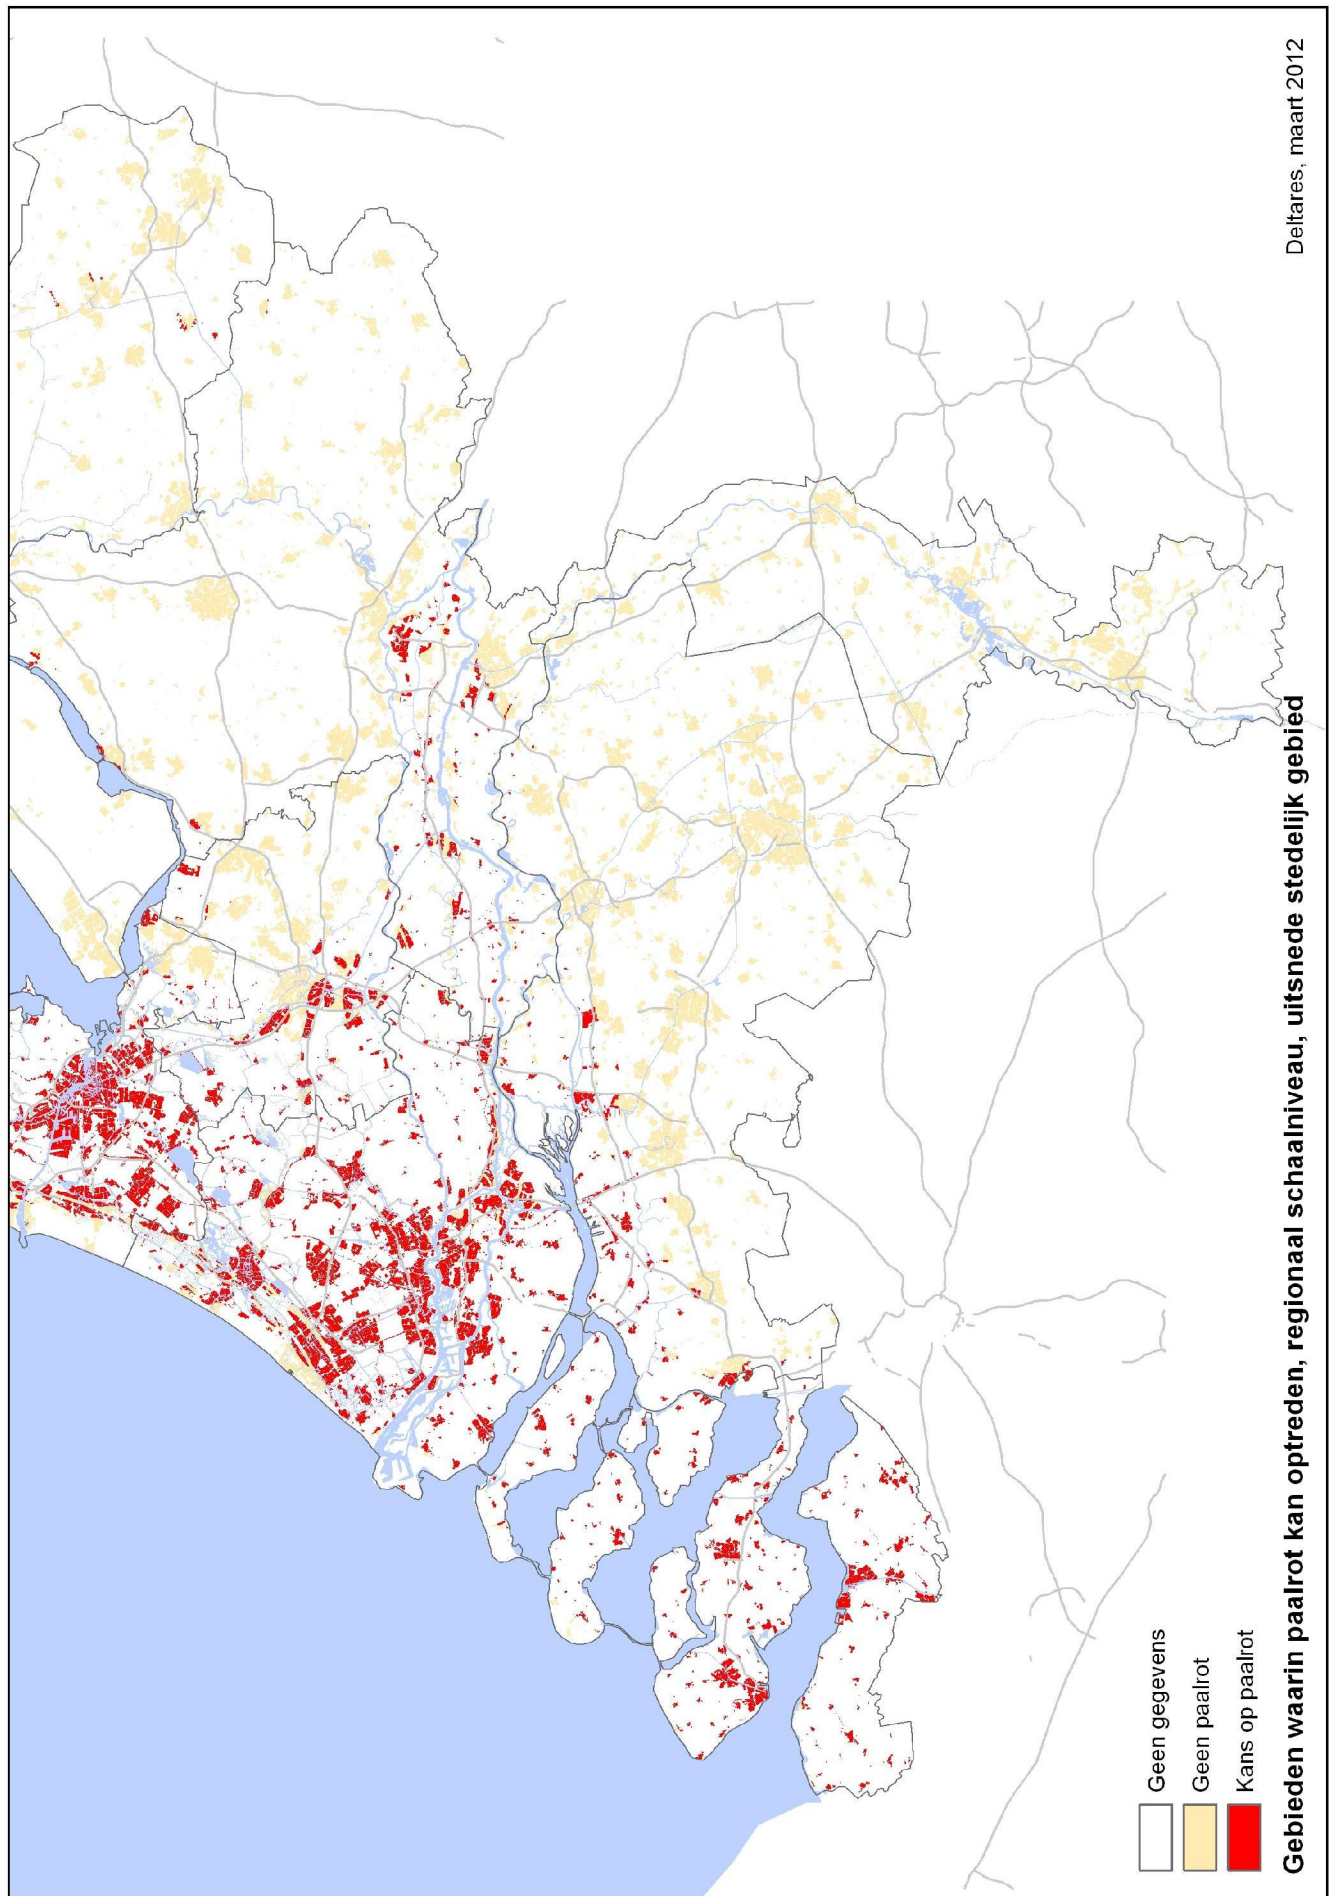 Deltares, maart 2012
Geen gegevens
Geen paalrot
Kans op paalrot
Gebieden waarin paalrot kan optreden, regionaal schaalniveau, uitsnede stedelijk gebied